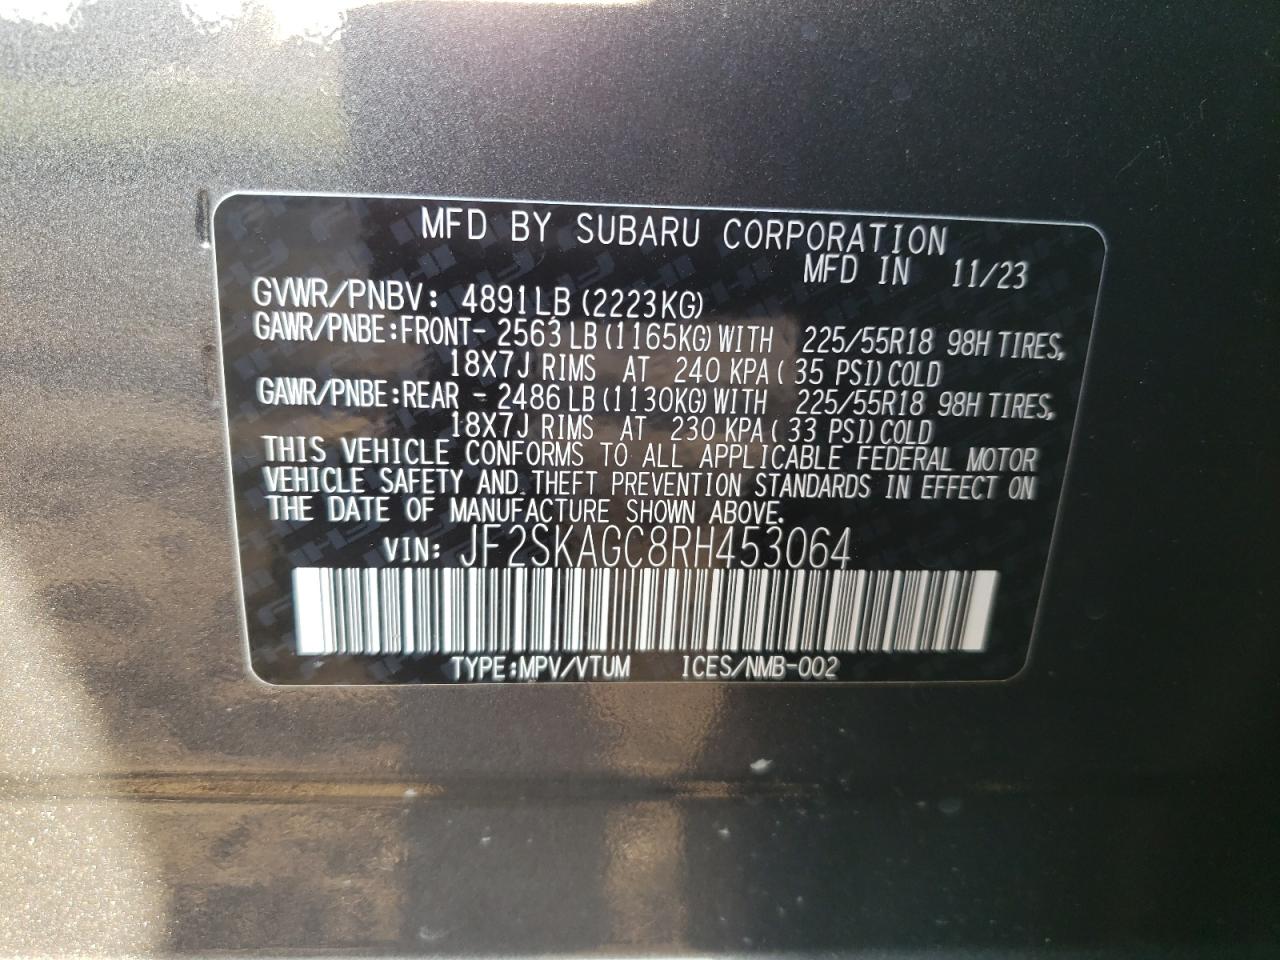 MFD BY SUBARU CORPORATION
MFD IN 11/23
GVWR/PNBV: 4891LB (2223KG)
GAWR/PNBE:FRONT- 2563 LB (1165KG) WITH 225/55R18 98H TIRES,
18X7J RIMS AT 240 KPA ( 35 PSI) COLD
GAWR/PNBE:REAR - 2486 LB (1130KG) WITH 225/55R18 98H TIRES,
18X7J RIMS AT 230 KPA ( 33 PSI) COLD
THIS VEHICLE CONFORMS TO ALL APPLICABLE FEDERAL MOTOR
VEHICLE SAFETY AND THEFT PREVENTION STANDARDS IN EFFECT ON
THE DATE OF MANUFACTURE SHOWN ABOVE.
VIN: JF2SKAGC8RH453064
TYPE:MPV/VTUM ICES/NMB-002